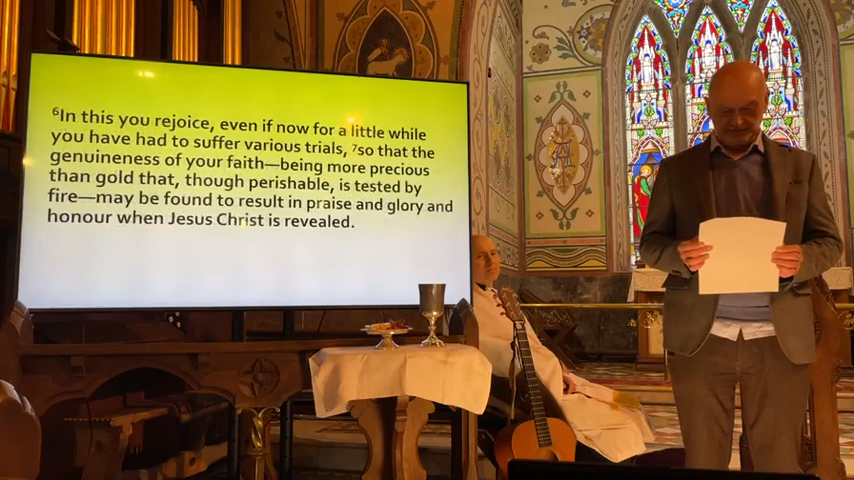 ⁶In this you rejoice, even if now for a little while
you have had to suffer various trials, ⁷so that the
genuineness of your faith—being more precious
than gold that, though perishable, is tested by
fire—may be found to result in praise and glory and
honour when Jesus Christ is revealed.